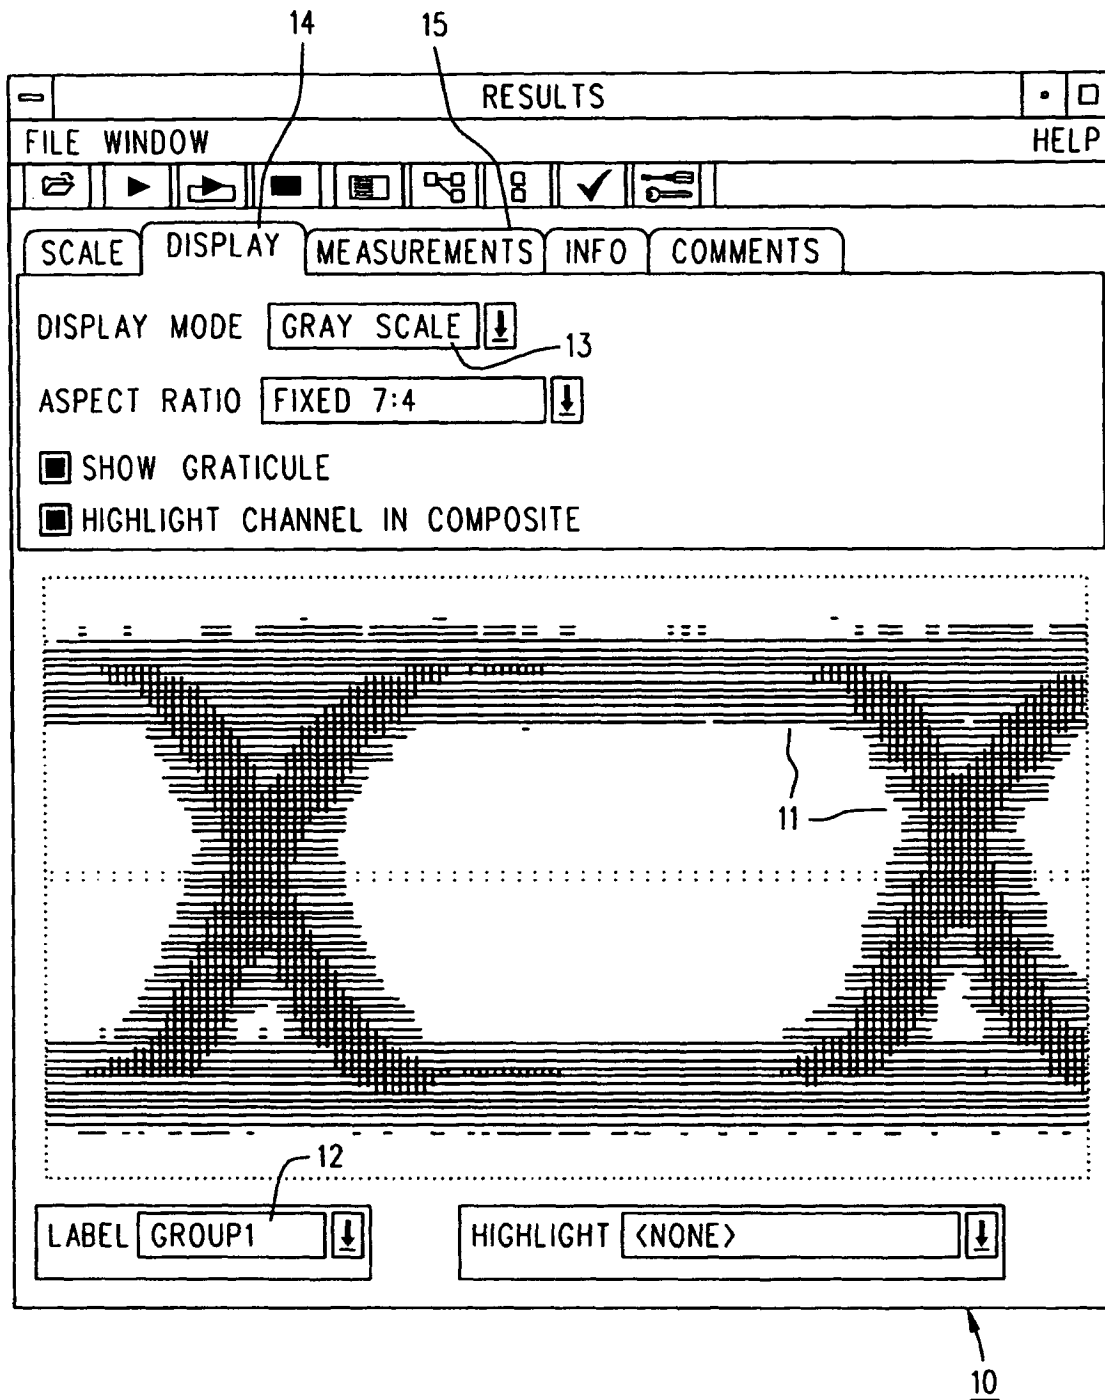 14 15
RESULTS
FILE WINDOW HELP
SCALE DISPLAY MEASUREMENTS INFO COMMENTS
DISPLAY MODE GRAY SCALE
13
ASPECT RATIO FIXED 7:4
SHOW GRATICULE
HIGHLIGHT CHANNEL IN COMPOSITE
11
12
LABEL GROUP1 HIGHLIGHT <NONE>
10